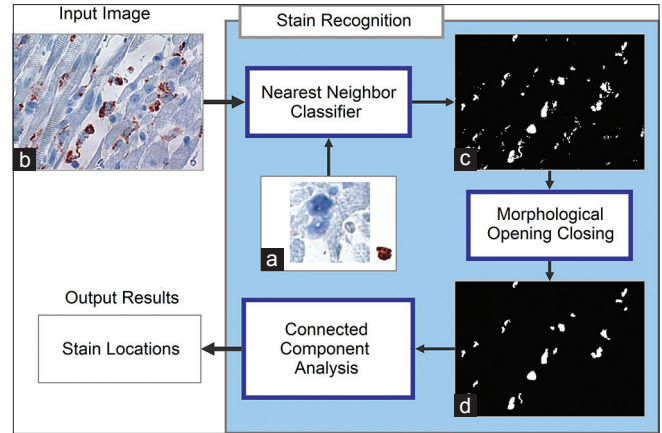 Input Image
Stain Recognition
b
Nearest Neighbor
Classifier
c
a
Morphological
Opening Closing
Output Results
Stain Locations
Connected
Component
Analysis
d